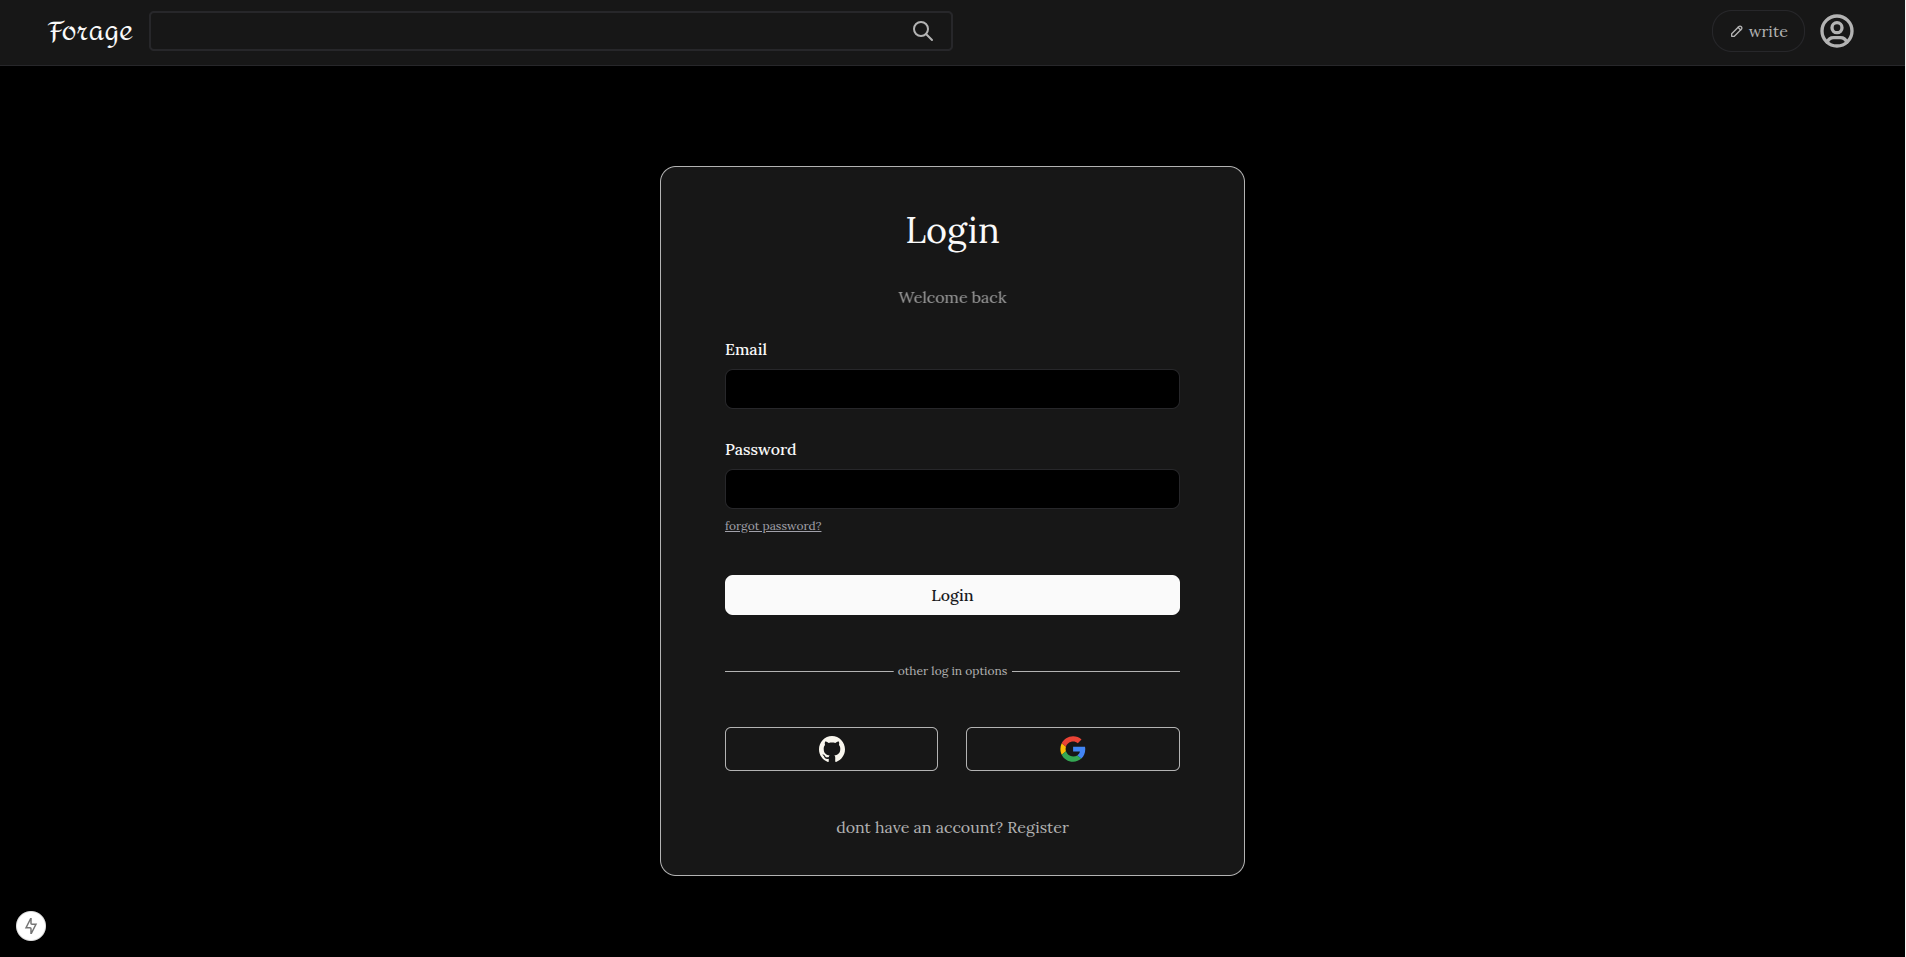 Forage
write
Login
Welcome back
Email
Password
forgot password?
Login
other log in options
dont have an account? Register